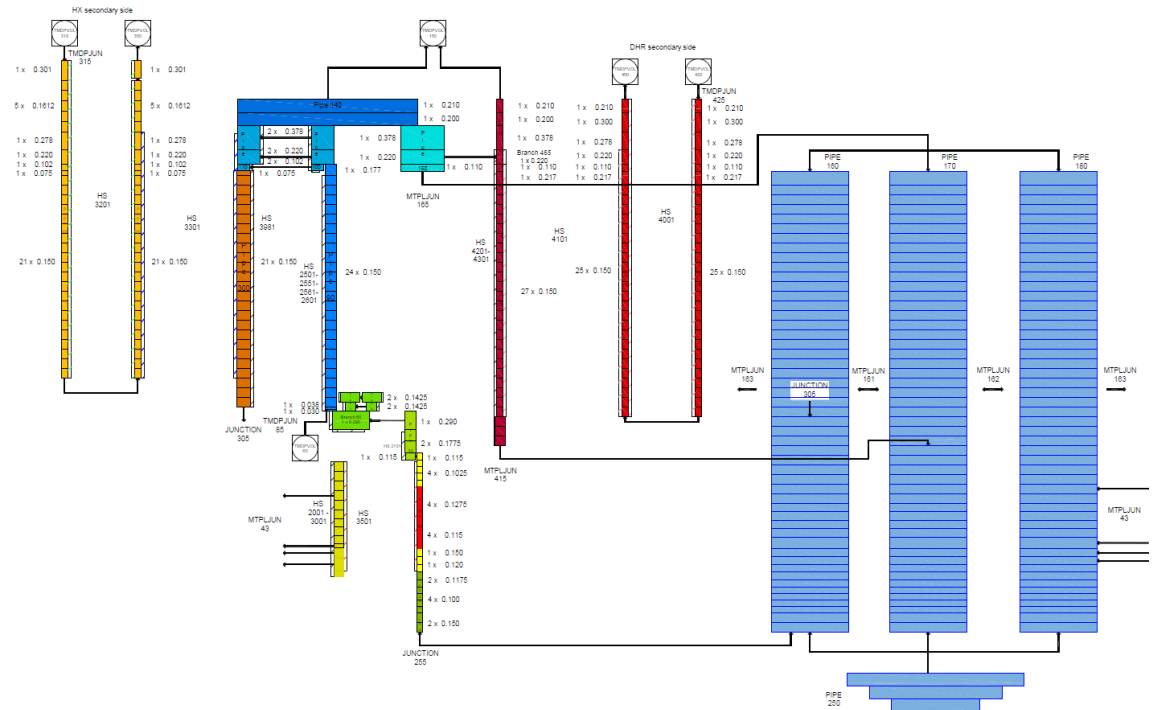 HX secondary side
TMDPVOL
310
TMDPVOL
350
TMDPJUN
315
1 x 0.301
5 x 0.1612
1 x 0.278
1 x 0.220
1 x 0.102
1 x 0.075
21 x 0.150
HS
3201
1 x 0.301
5 x 0.1612
1 x 0.278
1 x 0.220
1 x 0.102
1 x 0.075
21 x 0.150
HS
3301
Pipe 140
2 x 0.378
2 x 0.220
2 x 0.102
1 x 0.075
1 x 0.177
HS
3981
21 x 0.150
300
JUNCTION
305
HS
2501-
2551-
2561-
2601
24 x 0.150
1 x 0.035
1 x 0.030
TMDPJUN
85
TMDPVOL
2 x 0.1425
2 x 0.1425
1 x 0.290
2 x 0.1775
1 x 0.115
1 x 0.115
4 x 0.1025
4 x 0.1275
4 x 0.115
1 x 0.150
1 x 0.120
2 x 0.1175
4 x 0.100
2 x 0.150
JUNCTION
255
MTPLJUN
43
HS
2001 -
3001
HS
3501
TMDPVOL
150
1 x 0.210
1 x 0.200
1 x 0.378
1 x 0.220
1 x 0.110
MTPLJUN
165
1 x 0.210
1 x 0.200
1 x 0.378
Branch 465
1 x 0.220
1 x 0.110
1 x 0.217
HS
4201-
4301
27 x 0.150
MTPLJUN
415
DHR secondary side
TMDPVOL
TMDPVOL
TMDPJUN
425
1 x 0.210
1 x 0.300
1 x 0.278
1 x 0.220
1 x 0.110
1 x 0.217
HS
4101
25 x 0.150
HS
4001
1 x 0.210
1 x 0.300
1 x 0.278
1 x 0.220
1 x 0.110
1 x 0.217
25 x 0.150
PIPE
160
PIPE
170
PIPE
180
MTPLJUN
163
JUNCTION
305
MTPLJUN
161
MTPLJUN
162
MTPLJUN
163
MTPLJUN
43
PIPE
250